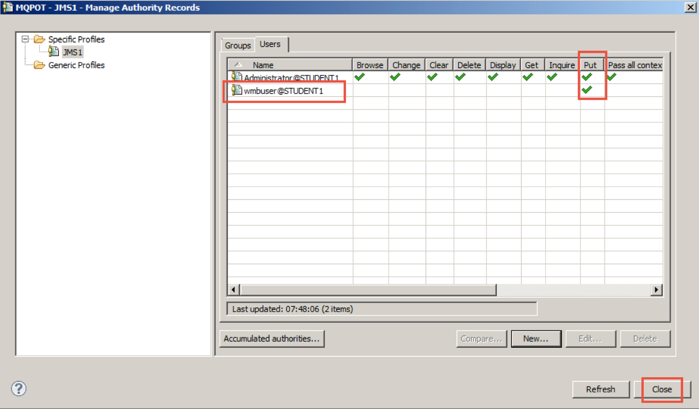 MQPOT - JMS1 - Manage Authority Records
Specific Profiles
JMS1
Generic Profiles
Groups Users
Name Browse Change Clear Delete Display Get Inquire Put Pass all contex
Administrator@STUDENT1
wmbuser@STUDENT1
Last updated: 07:48:06 (2 items)
Accumulated authorities... Compare... New... Edit... Delete
Refresh Close